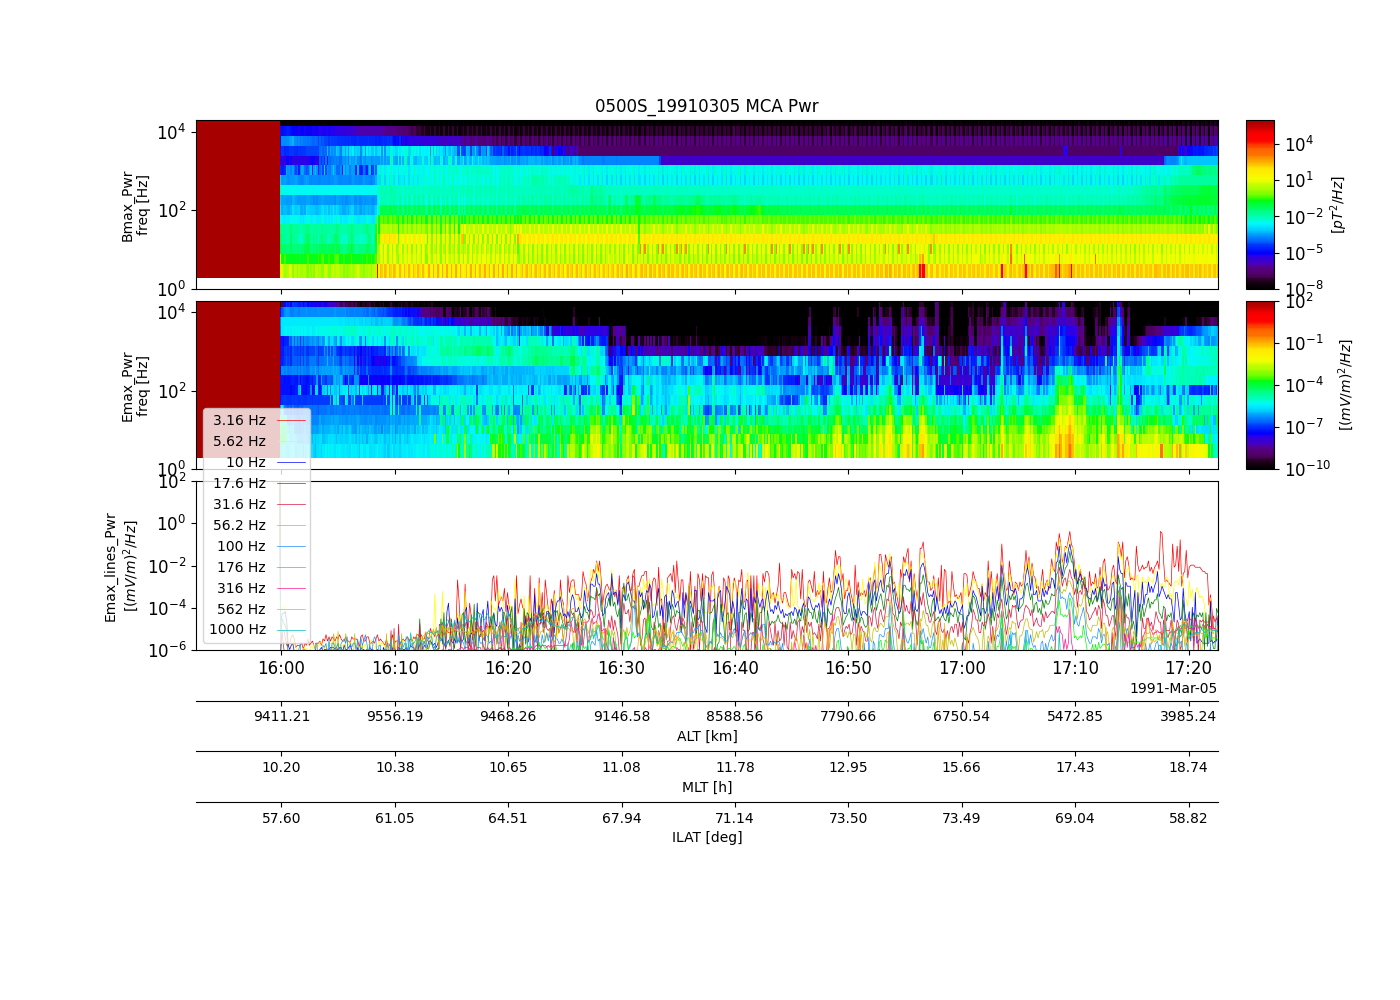 0500S_19910305 MCA Pwr
Bmax_Pwr
freq [Hz]
10^4
10^2
10^0
10^4
10^1
10^-2
10^-5
10^-8
[pT^2/Hz]
Emax_Pwr
freq [Hz]
10^4
10^2
10^0
10^2
10^-1
10^-4
10^-7
10^-10
[(mV/m)^2/Hz]
3.16 Hz
5.62 Hz
10 Hz
17.6 Hz
31.6 Hz
56.2 Hz
100 Hz
176 Hz
316 Hz
562 Hz
1000 Hz
Emax_lines_Pwr
[(mV/m)^2/Hz]
10^2
10^0
10^-2
10^-4
10^-6
16:00 16:10 16:20 16:30 16:40 16:50 17:00 17:10 17:20
1991-Mar-05
9411.21 9556.19 9468.26 9146.58 8588.56 7790.66 6750.54 5472.85 3985.24
ALT [km]
10.20 10.38 10.65 11.08 11.78 12.95 15.66 17.43 18.74
MLT [h]
57.60 61.05 64.51 67.94 71.14 73.50 73.49 69.04 58.82
ILAT [deg]